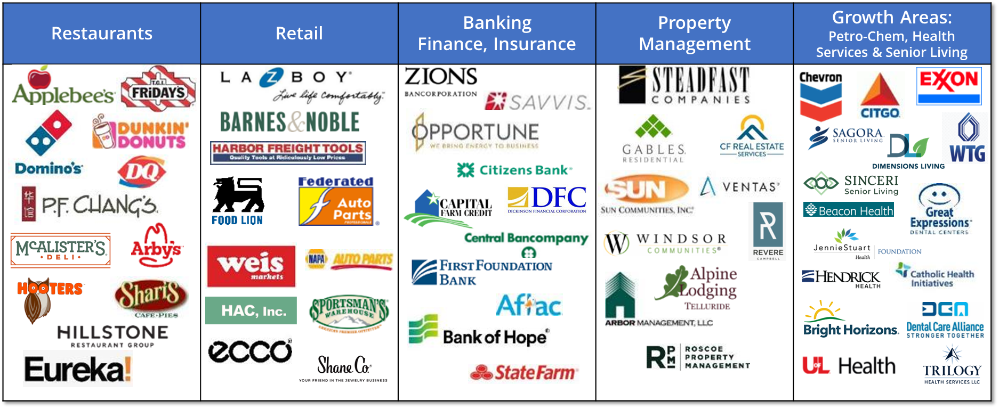 Restaurants
Retail
Banking
Finance, Insurance
Property
Management
Growth Areas:
Petro-Chem, Health
Services & Senior Living
Applebee's
T.G.I.
FRiDAY'S
DUNKIN'
DONUTS
Domino's
DQ
华
P.F. CHANG'S
McALISTER'S
DELI
Arby's
HOOTERS
Shari's
CAFE • PIES
HILLSTONE
RESTAURANT GROUP
Eureka!
LA Z BOY
Live life comfortably.
BARNES & NOBLE
HARBOR FREIGHT TOOLS
Quality Tools at Ridiculously Low Prices
FOOD LION
Federated
Auto
Parts
weis
markets
NAPA AUTO PARTS
HAC, Inc.
SPORTSMAN'S
WAREHOUSE
AMERICA'S PREMIER OUTFITTER
ecco
Shane Co.
YOUR FRIEND IN THE JEWELRY BUSINESS
ZIONS
BANCORPORATION
SAVVIS
OPPORTUNE
WE BRING ENERGY TO BUSINESS
Citizens Bank
CAPITAL
FARM CREDIT
DFC
DICKINSON FINANCIAL CORPORATION
Central Bancompany
FIRST FOUNDATION
BANK
Aflac
Bank of Hope
State Farm
STEADFAST
COMPANIES
GABLES
RESIDENTIAL
CF REAL ESTATE
SERVICES
SUN
SUN COMMUNITIES, INC.
VENTAS
W WINDSOR
COMMUNITIES®
R
REVERE
CAMPBELL
Alpine
Lodging
TELLURIDE
ARBOR MANAGEMENT, LLC
RPM
ROSCOE
PROPERTY
MANAGEMENT
Chevron
CITGO
EXXON
SAGORA
SENIOR LIVING
DL
DIMENSIONS LIVING
WTG
SINCERI
Senior Living
Beacon Health
Great
Expressions
DENTAL CENTERS
JennieStuart
Health
FOUNDATION
HENDRICK
HEALTH
Catholic Health
Initiatives
Bright Horizons
DCA
Dental Care Alliance
STRONGER TOGETHER
UofL Health
TRILOGY
HEALTH SERVICES, LLC